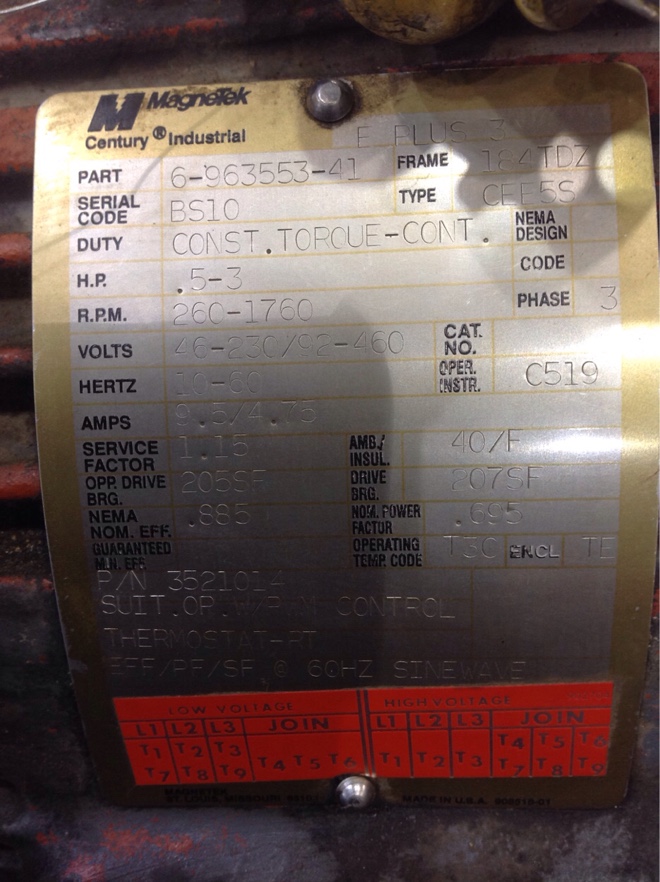 MAGNETEK
Century® Industrial
E PLUS 3
PART 6-963553-41 FRAME 184TDZ
SERIAL CODE BS10 TYPE CEE5S
DUTY CONST.TORQUE-CONT. NEMA DESIGN
H.P. .5-3 CODE
R.P.M. 260-1760 PHASE 3
VOLTS 46-230/92-460 CAT. NO.
HERTZ 10-60 OPER. INSTR. C519
AMPS 9.5/4.75
SERVICE FACTOR 1.15 AMB./ INSUL. 40/F
OPP. DRIVE BRG. 205SF DRIVE BRG. 207SF
NEMA NOM. EFF. .885 NOM. POWER FACTUR .695
GUARANTEED MIN. EFF. OPERATING TEMP. CODE T3C ENCL TE
P/N 3521014
SUIT.OP.W/PWM CONTROL
THERMOSTAT-RT
EFF/PF/SF @ 60HZ SINEWAVE
LOW VOLTAGE HIGH VOLTAGE
L1 L2 L3 JOIN L1 L2 L3 JOIN
T1 T2 T3 T4 T5 T6 T1 T2 T3 T4 T5 T6
T7 T8 T9 T7 T8 T9
MAGNETEK
ST. LOUIS, MISSOURI MADE IN U.S.A.